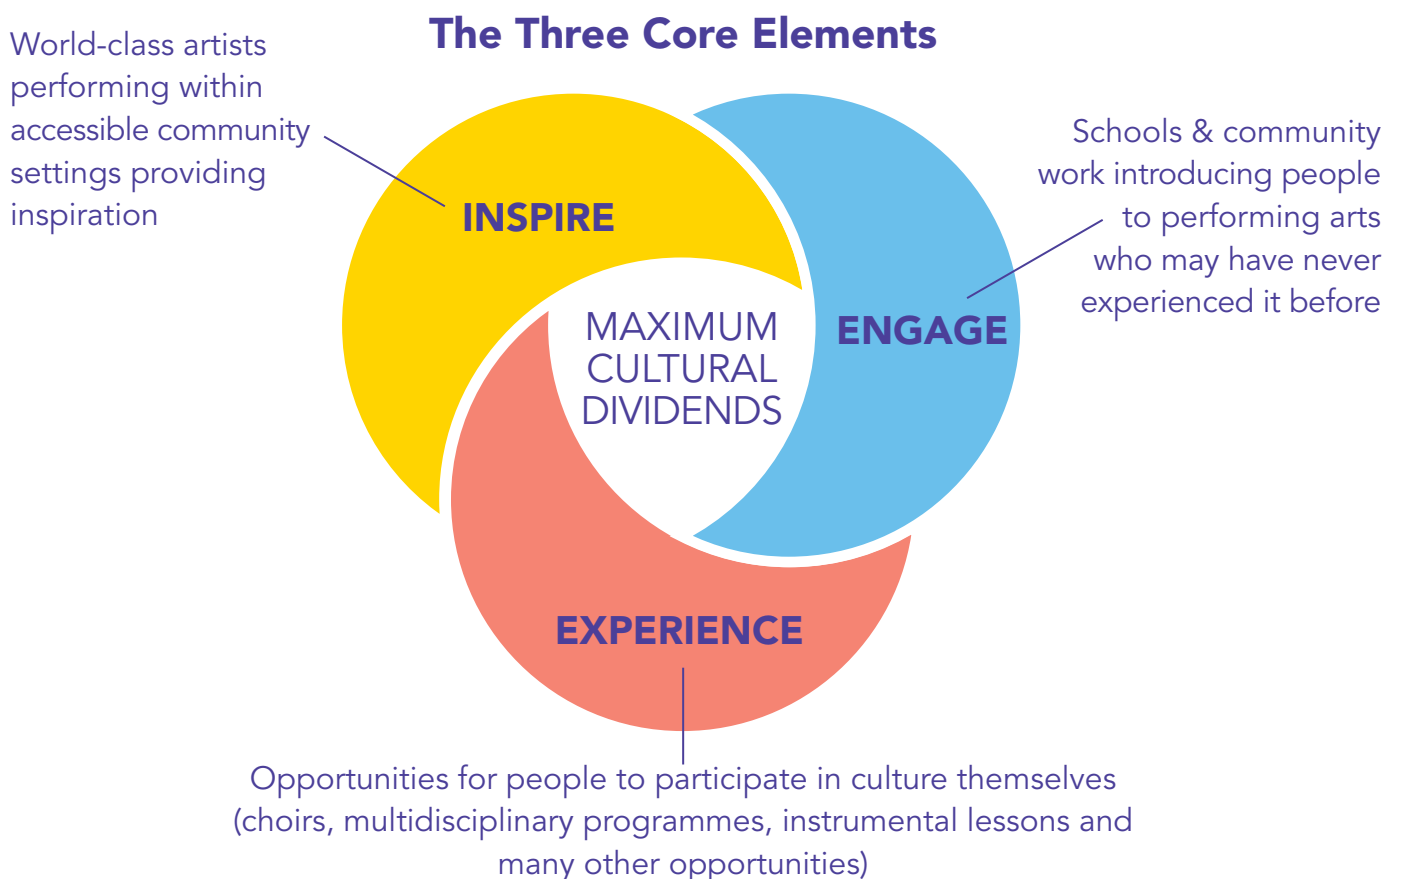 The Three Core Elements
World-class artists
performing within
accessible community
settings providing
inspiration
INSPIRE
Schools & community
work introducing people
to performing arts
who may have never
experienced it before
ENGAGE
MAXIMUM
CULTURAL
DIVIDENDS
EXPERIENCE
Opportunities for people to participate in culture themselves
(choirs, multidisciplinary programmes, instrumental lessons and
many other opportunities)